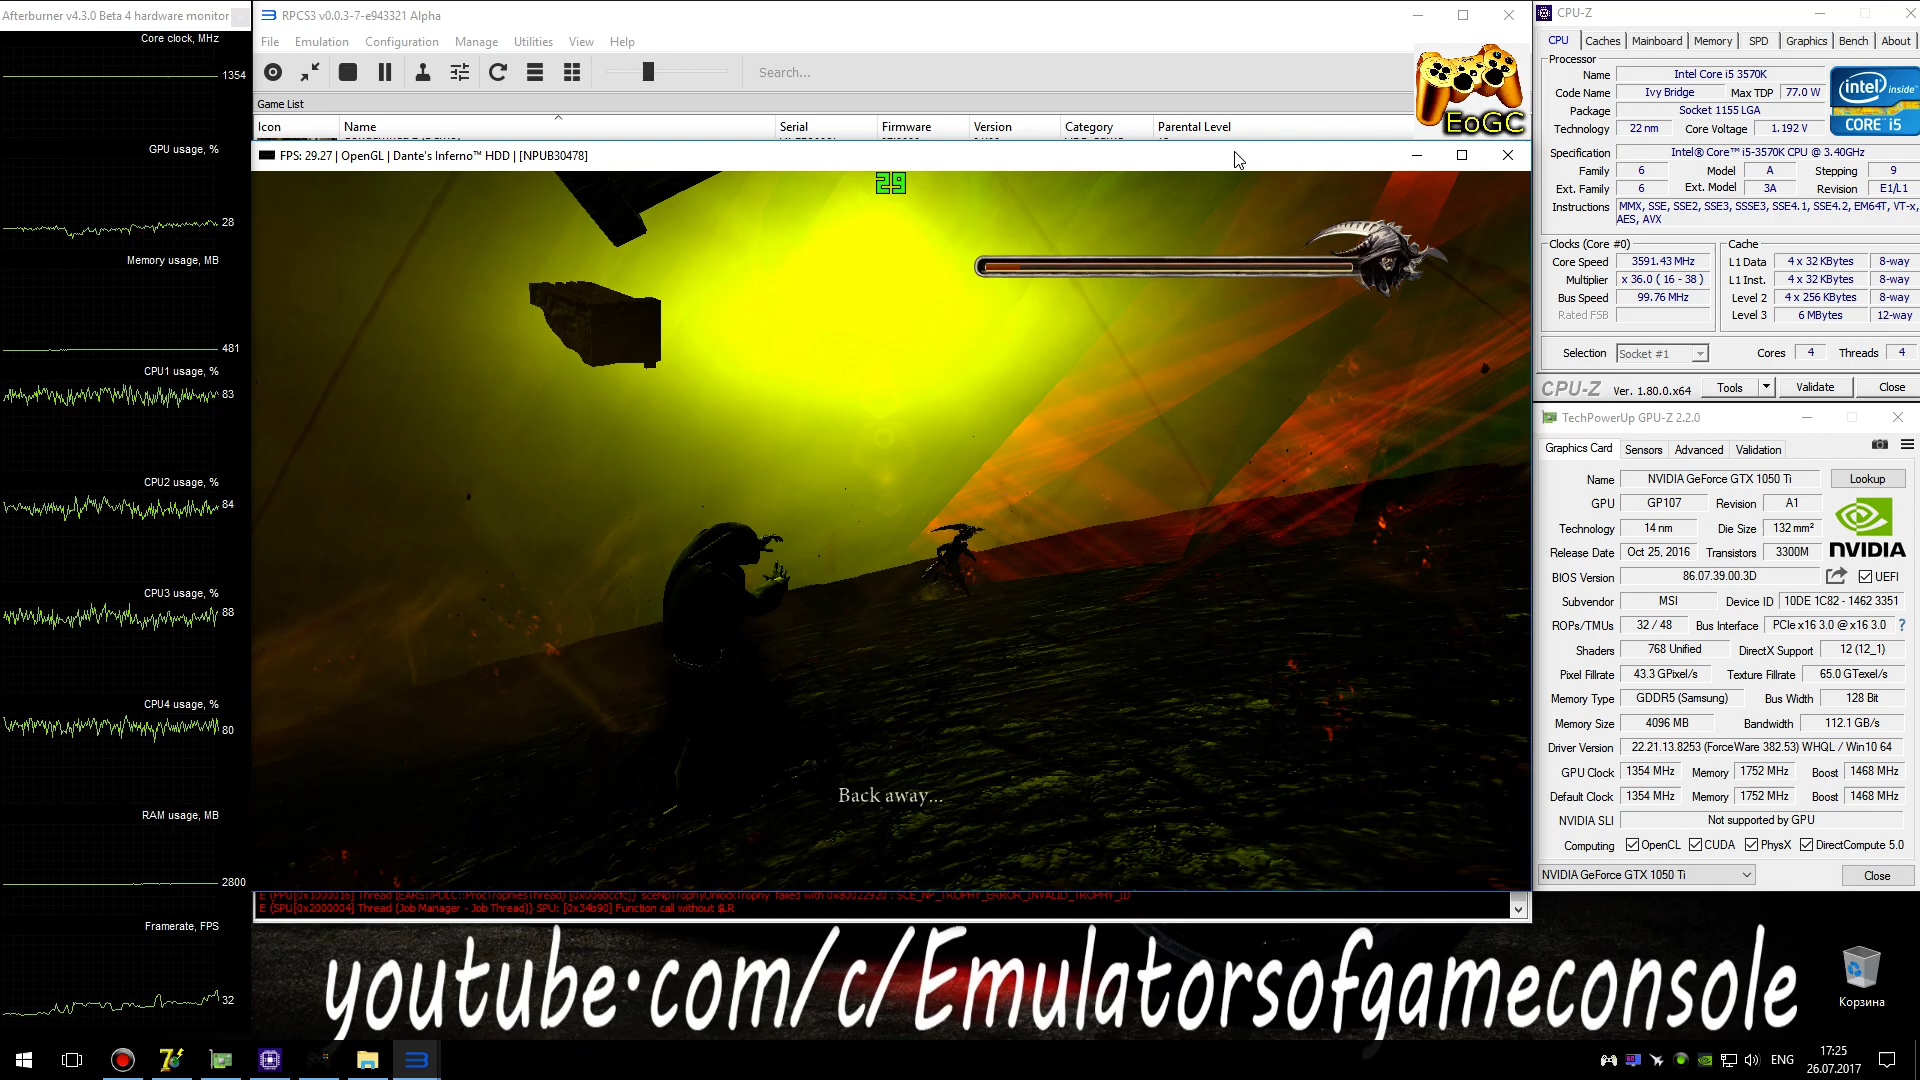 Afterburner v4.3.0 Beta 4 hardware monitor
Core clock, MHz
1354
GPU usage, %
28
Memory usage, MB
481
CPU1 usage, %
83
CPU2 usage, %
84
CPU3 usage, %
88
CPU4 usage, %
80
RAM usage, MB
2800
Framerate, FPS
32
RPCS3 v0.0.3-7-e943321 Alpha
File Emulation Configuration Manage Utilities View Help
Search...
EoGC
Game List
Icon Name Serial Firmware Version Category Parental Level
FPS: 29.27 | OpenGL | Dante's Inferno™ HDD | [NPUB30478]
29
Back away...
E {PPU[0x1000016] Thread (EARS::PULC::ProcTrophiesThread) [0x006bccfc]} 'sceNpTrophyUnlockTrophy' failed with 0x80022920 : SCE_NP_TROPHY_ERROR_INVALID_TROPHY_ID
E {SPU[0x2000004] Thread (Job Manager - Job Thread)} SPU: [0x34b90] Function call without $LR
youtube.com/c/Emulatorsofgameconsole
CPU-Z
CPU Caches Mainboard Memory SPD Graphics Bench About
Processor
Name Intel Core i5 3570K
Code Name Ivy Bridge Max TDP 77.0 W
Package Socket 1155 LGA
Technology 22 nm Core Voltage 1.192 V
intel inside™
CORE i5
Specification Intel® Core™ i5-3570K CPU @ 3.40GHz
Family 6 Model A Stepping 9
Ext. Family 6 Ext. Model 3A Revision E1/L1
Instructions MMX, SSE, SSE2, SSE3, SSSE3, SSE4.1, SSE4.2, EM64T, VT-x,
AES, AVX
Clocks (Core #0)
Core Speed 3591.43 MHz
Multiplier x 36.0 ( 16 - 38 )
Bus Speed 99.76 MHz
Rated FSB
Cache
L1 Data 4 x 32 KBytes 8-way
L1 Inst. 4 x 32 KBytes 8-way
Level 2 4 x 256 KBytes 8-way
Level 3 6 MBytes 12-way
Selection Socket #1 Cores 4 Threads 4
CPU-Z Ver. 1.80.0.x64 Tools Validate Close
TechPowerUp GPU-Z 2.2.0
Graphics Card Sensors Advanced Validation
Name NVIDIA GeForce GTX 1050 Ti Lookup
GPU GP107 Revision A1
Technology 14 nm Die Size 132 mm²
Release Date Oct 25, 2016 Transistors 3300M
NVIDIA
BIOS Version 86.07.39.00.3D UEFI
Subvendor MSI Device ID 10DE 1C82 - 1462 3351
ROPs/TMUs 32 / 48 Bus Interface PCIe x16 3.0 @ x16 3.0 ?
Shaders 768 Unified DirectX Support 12 (12_1)
Pixel Fillrate 43.3 GPixel/s Texture Fillrate 65.0 GTexel/s
Memory Type GDDR5 (Samsung) Bus Width 128 Bit
Memory Size 4096 MB Bandwidth 112.1 GB/s
Driver Version 22.21.13.8253 (ForceWare 382.53) WHQL / Win10 64
GPU Clock 1354 MHz Memory 1752 MHz Boost 1468 MHz
Default Clock 1354 MHz Memory 1752 MHz Boost 1468 MHz
NVIDIA SLI Not supported by GPU
Computing OpenCL CUDA PhysX DirectCompute 5.0
NVIDIA GeForce GTX 1050 Ti Close
Корзина
ENG
17:25
26.07.2017